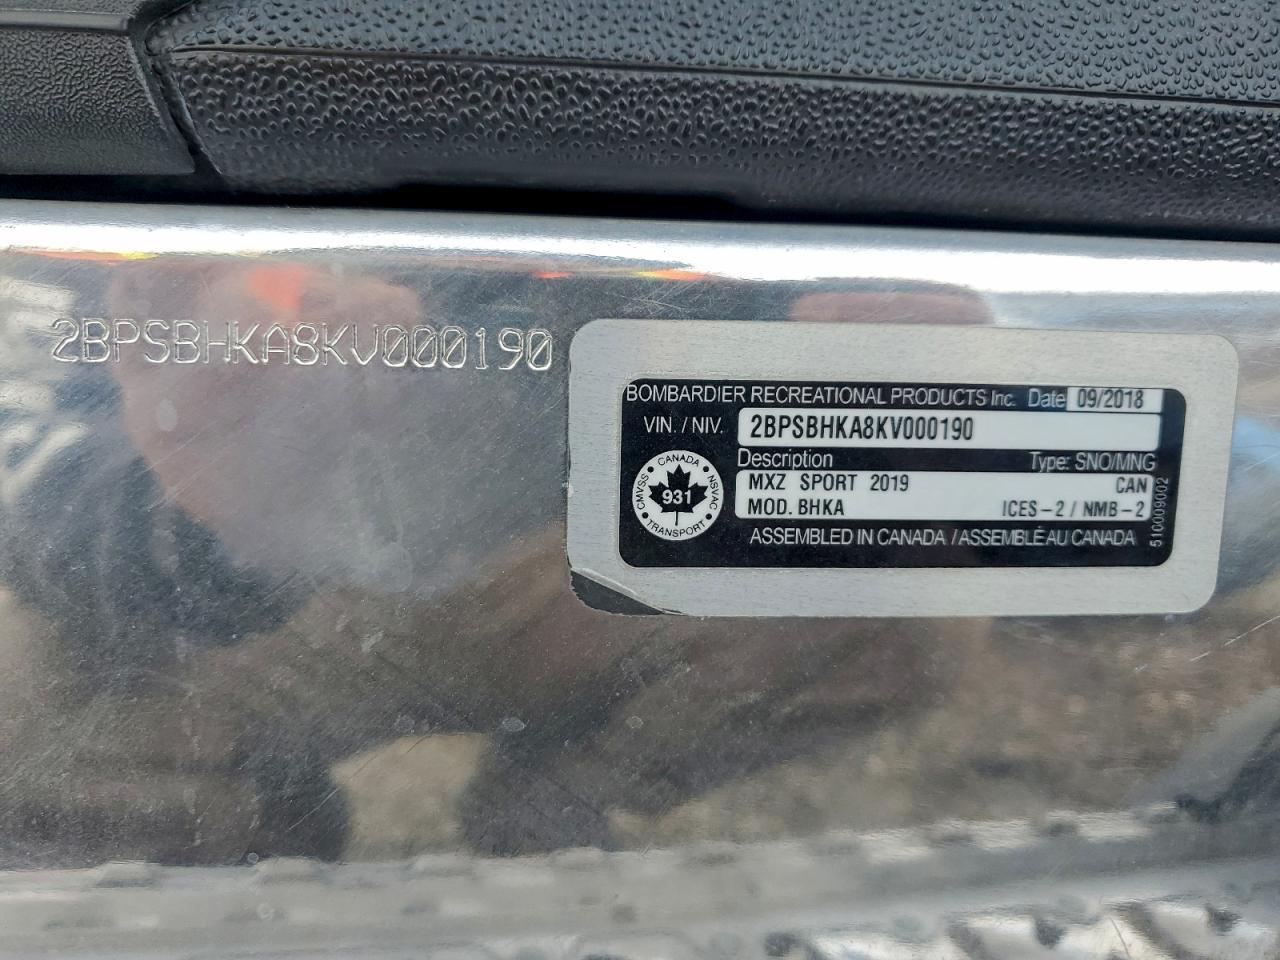 2BPSBHKA8KV000190
BOMBARDIER RECREATIONAL PRODUCTS Inc. Date 09/2018
VIN. / NIV. 2BPSBHKA8KV000190
Description Type: SNO/MNG
MXZ SPORT 2019 CAN
MOD. BHKA ICES-2 / NMB-2
ASSEMBLED IN CANADA / ASSEMBLÉ AU CANADA
CANADA
CMVSS
931
NSVAC
TRANSPORT
510009002